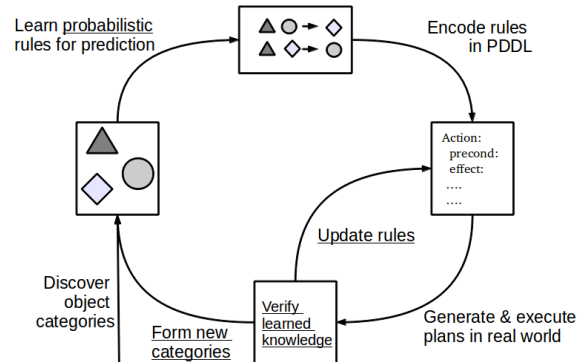 Learn probabilistic
rules for prediction
Encode rules
in PDDL
Action:
precond:
effect:
....
....
Update rules
Discover
object
categories
Form new
categories
Verify
learned
knowledge
Generate & execute
plans in real world